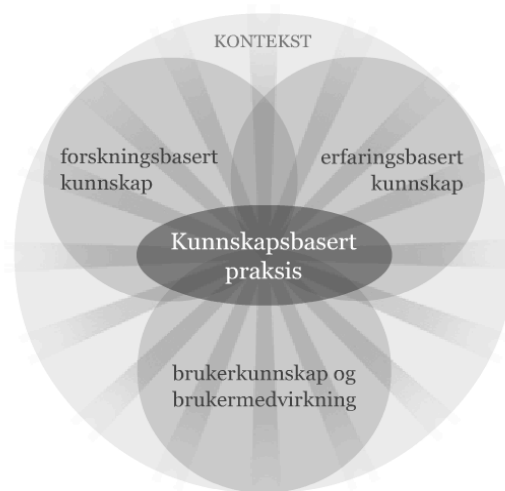 KONTEKST
forskningsbasert
kunnskap
erfaringsbasert
kunnskap
Kunnskapsbasert
praksis
brukerkunnskap og
brukermedvirkning